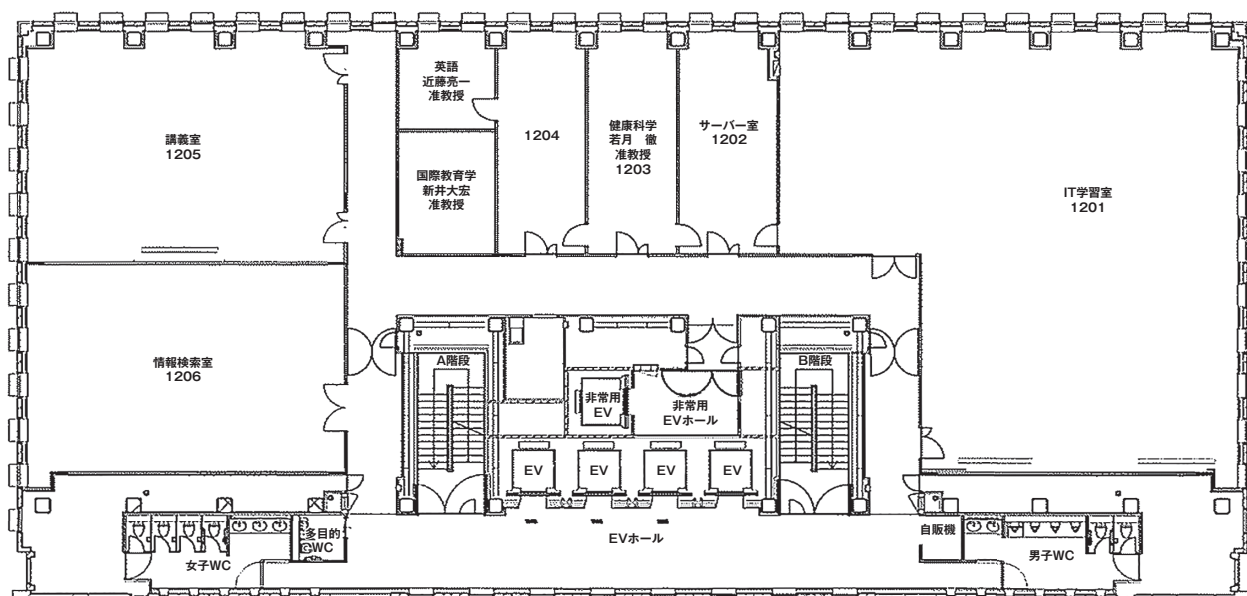 英語
近藤亮一
准教授
講義室
1205
国際教育学
新井大宏
准教授
1204
健康科学
若月　徹
准教授
1203
サーバー室
1202
IT学習室
1201
情報検索室
1206
A階段
非常用
EV
非常用
EVホール
B階段
EV
EV
EV
EV
多目的
WC
女子WC
EVホール
自販機
男子WC